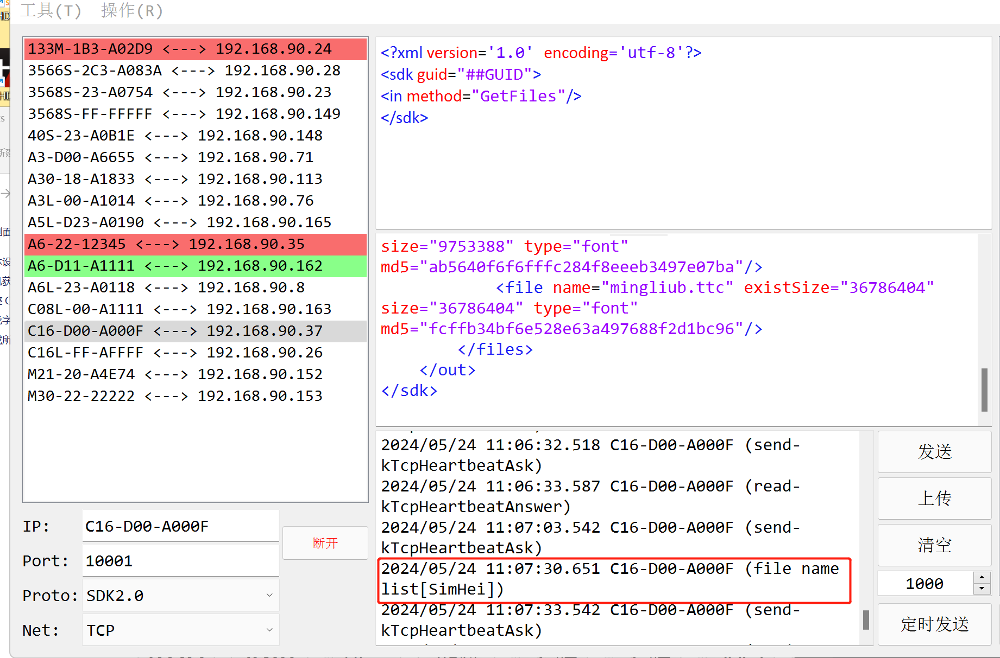 工具(T) 操作(R)
133M-1B3-A02D9 <---> 192.168.90.24
3566S-2C3-A083A <---> 192.168.90.28
3568S-23-A0754 <---> 192.168.90.23
3568S-FF-FFFFF <---> 192.168.90.149
40S-23-A0B1E <---> 192.168.90.148
A3-D00-A6655 <---> 192.168.90.71
A30-18-A1833 <---> 192.168.90.113
A3L-00-A1014 <---> 192.168.90.76
A5L-D23-A0190 <---> 192.168.90.165
A6-22-12345 <---> 192.168.90.35
A6-D11-A1111 <---> 192.168.90.162
A6L-23-A0118 <---> 192.168.90.8
C08L-00-A1111 <---> 192.168.90.163
C16-D00-A000F <---> 192.168.90.37
C16L-FF-AFFFF <---> 192.168.90.26
M21-20-A4E74 <---> 192.168.90.152
M30-22-22222 <---> 192.168.90.153
IP: C16-D00-A000F
Port: 10001
Proto: SDK2.0
Net: TCP
断开
<?xml version='1.0' encoding='utf-8'?>
<sdk guid="##GUID">
<in method="GetFiles"/>
</sdk>
size="9753388" type="font"
md5="ab5640f6f6fffc284f8eeeb3497e07ba"/>
<file name="mingliub.ttc" existSize="36786404"
size="36786404" type="font"
md5="fcffb34bf6e528e63a497688f2d1bc96"/>
</files>
</out>
</sdk>
2024/05/24 11:06:32.518 C16-D00-A000F (send-
kTcpHeartbeatAsk)
2024/05/24 11:06:33.587 C16-D00-A000F (read-
kTcpHeartbeatAnswer)
2024/05/24 11:07:03.542 C16-D00-A000F (send-
kTcpHeartbeatAsk)
2024/05/24 11:07:30.651 C16-D00-A000F (file name
list[SimHei])
2024/05/24 11:07:33.542 C16-D00-A000F (send-
kTcpHeartbeatAsk)
发送
上传
清空
1000
定时发送